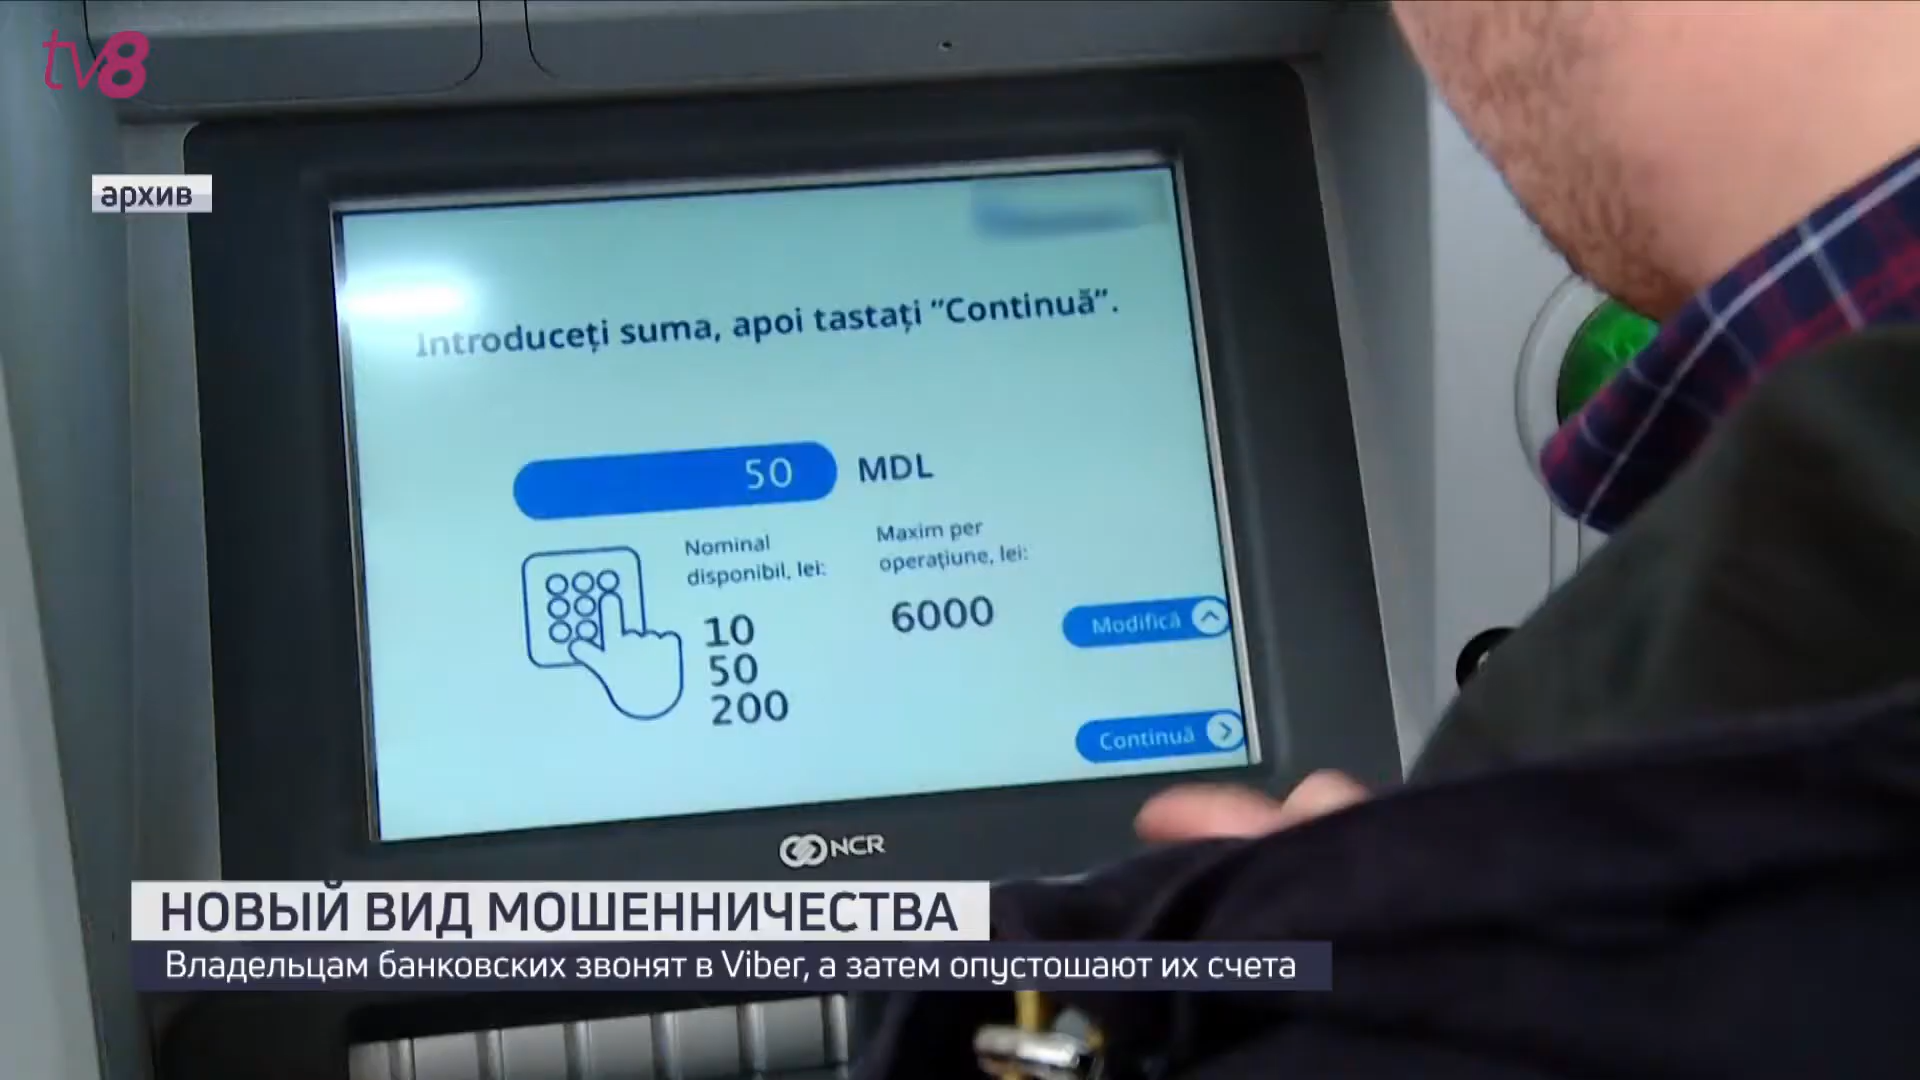 tv8
архив
Introduceți suma, apoi tastați "Continuă".
50 MDL
Nominal
disponibil, lei:
10
50
200
Maxim per
operațiune, lei:
6000
Modifică
Continuă
NCR
НОВЫЙ ВИД МОШЕННИЧЕСТВА
Владельцам банковских звонят в Viber, а затем опустошают их счета